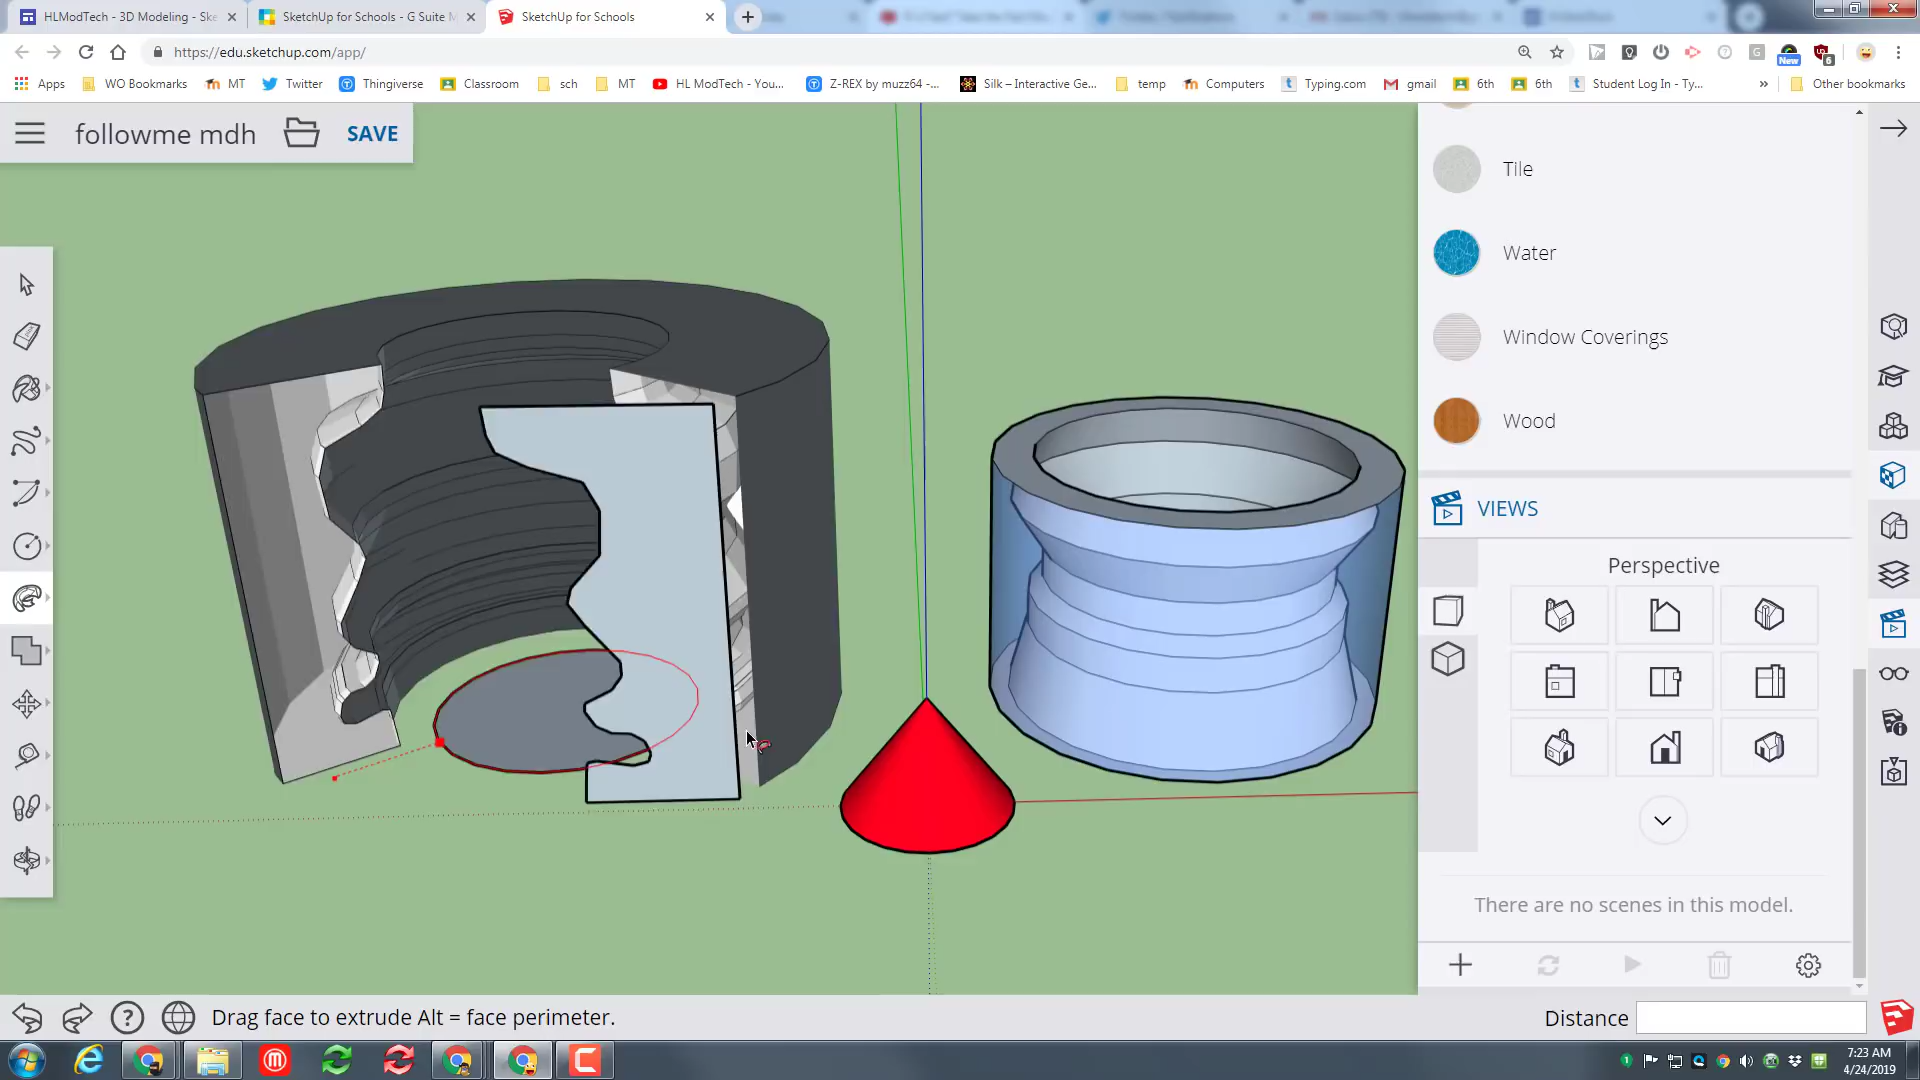 HLModTech - 3D Modeling - Ske
SketchUp for Schools - G Suite M
SketchUp for Schools
https://edu.sketchup.com/app/
New
6
Apps
WO Bookmarks
MT
Twitter
Thingiverse
Classroom
sch
MT
HL ModTech - You...
Z-REX by muzz64 -...
Silk – Interactive Ge...
temp
Computers
Typing.com
gmail
6th
6th
Student Log In - Ty...
»
Other bookmarks
followme mdh
SAVE
Tile
Water
Window Coverings
Wood
VIEWS
Perspective
There are no scenes in this model.
Drag face to extrude Alt = face perimeter.
Distance
7:23 AM
4/24/2019